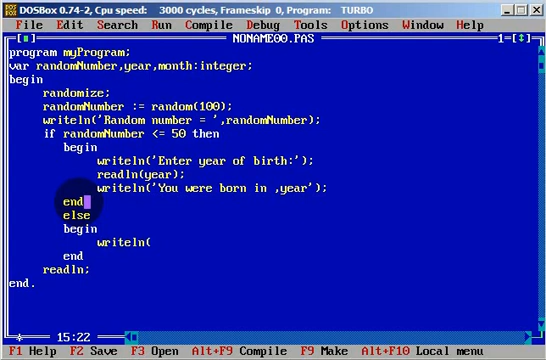 DOSBox 0.74-2, Cpu speed: 3000 cycles, Frameskip 0, Program: TURBO
File Edit Search Run Compile Debug Tools Options Window Help
NONAME00.PAS 1=[↕]
program myProgram;
var randomNumber,year,month:integer;
begin
randomize;
randomNumber := random(100);
writeln('Random number = ',randomNumber);
if randomNumber <= 50 then
begin
writeln('Enter year of birth:');
readln(year);
writeln('You were born in ,year');
end
else
begin
writeln(
end
readln;
end.
15:22
F1 Help F2 Save F3 Open Alt+F9 Compile F9 Make Alt+F10 Local menu